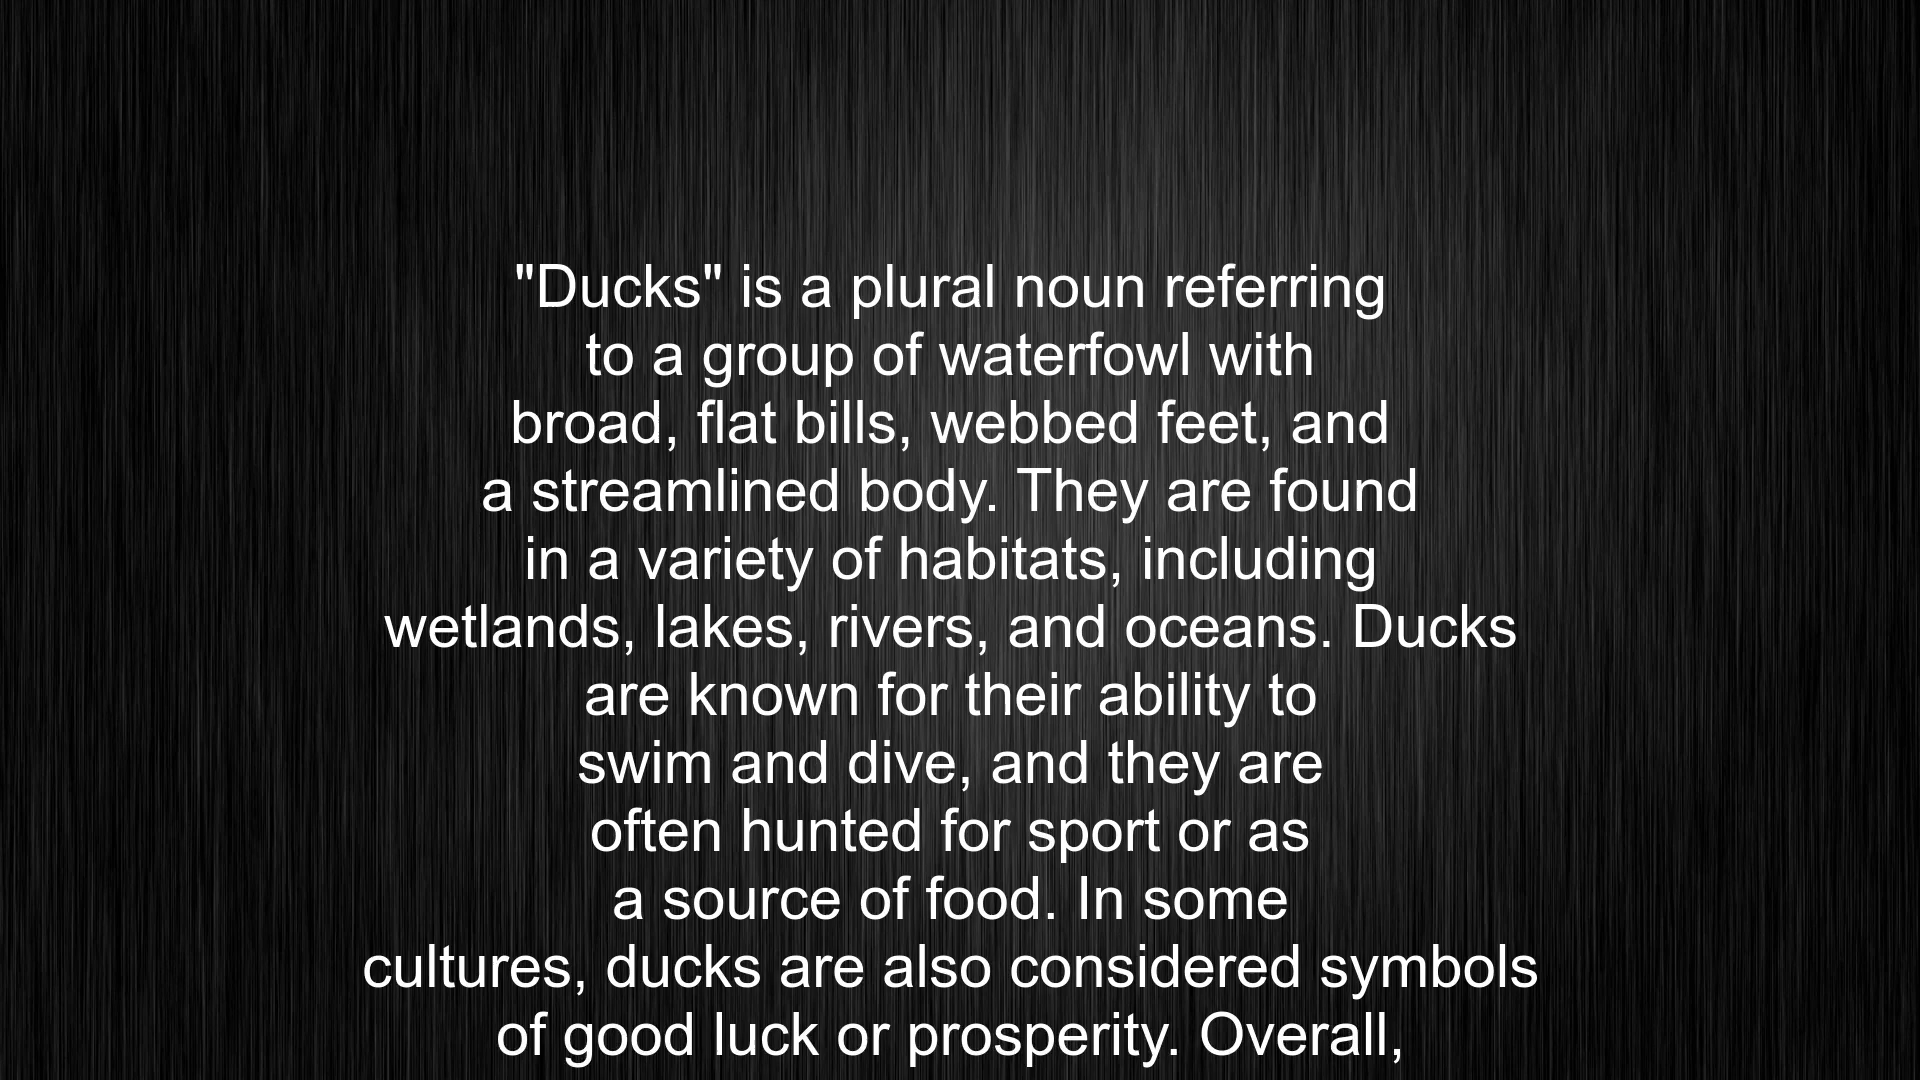 "Ducks" is a plural noun referring
to a group of waterfowl with
broad, flat bills, webbed feet, and
a streamlined body. They are found
in a variety of habitats, including
wetlands, lakes, rivers, and oceans. Ducks
are known for their ability to
swim and dive, and they are
often hunted for sport or as
a source of food. In some
cultures, ducks are also considered symbols
of good luck or prosperity. Overall,